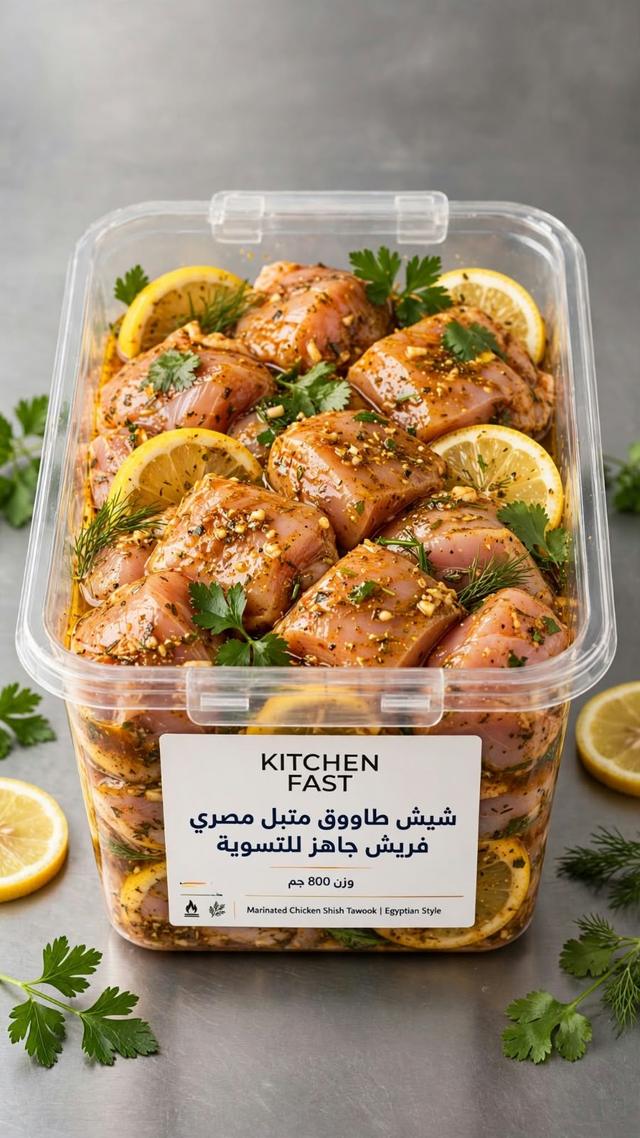 KITCHEN
FAST
شيش طاووق متبل مصري
فريش جاهز للتسوية
وزن 800 جم
Marinated Chicken Shish Tawook | Egyptian Style